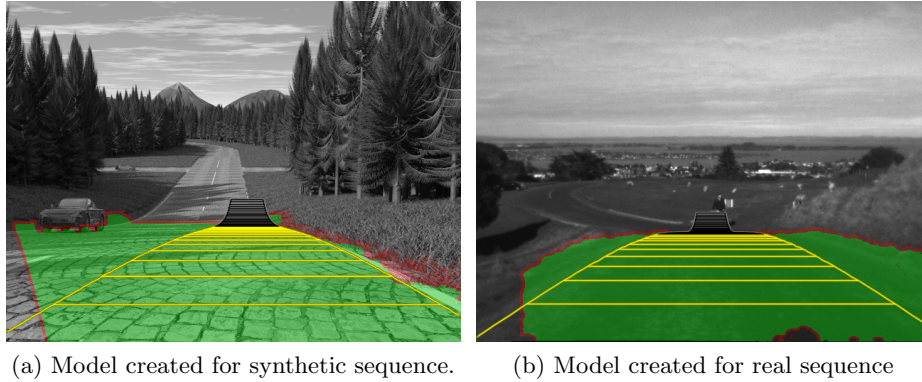 (a) Model created for synthetic sequence.
(b) Model created for real sequence